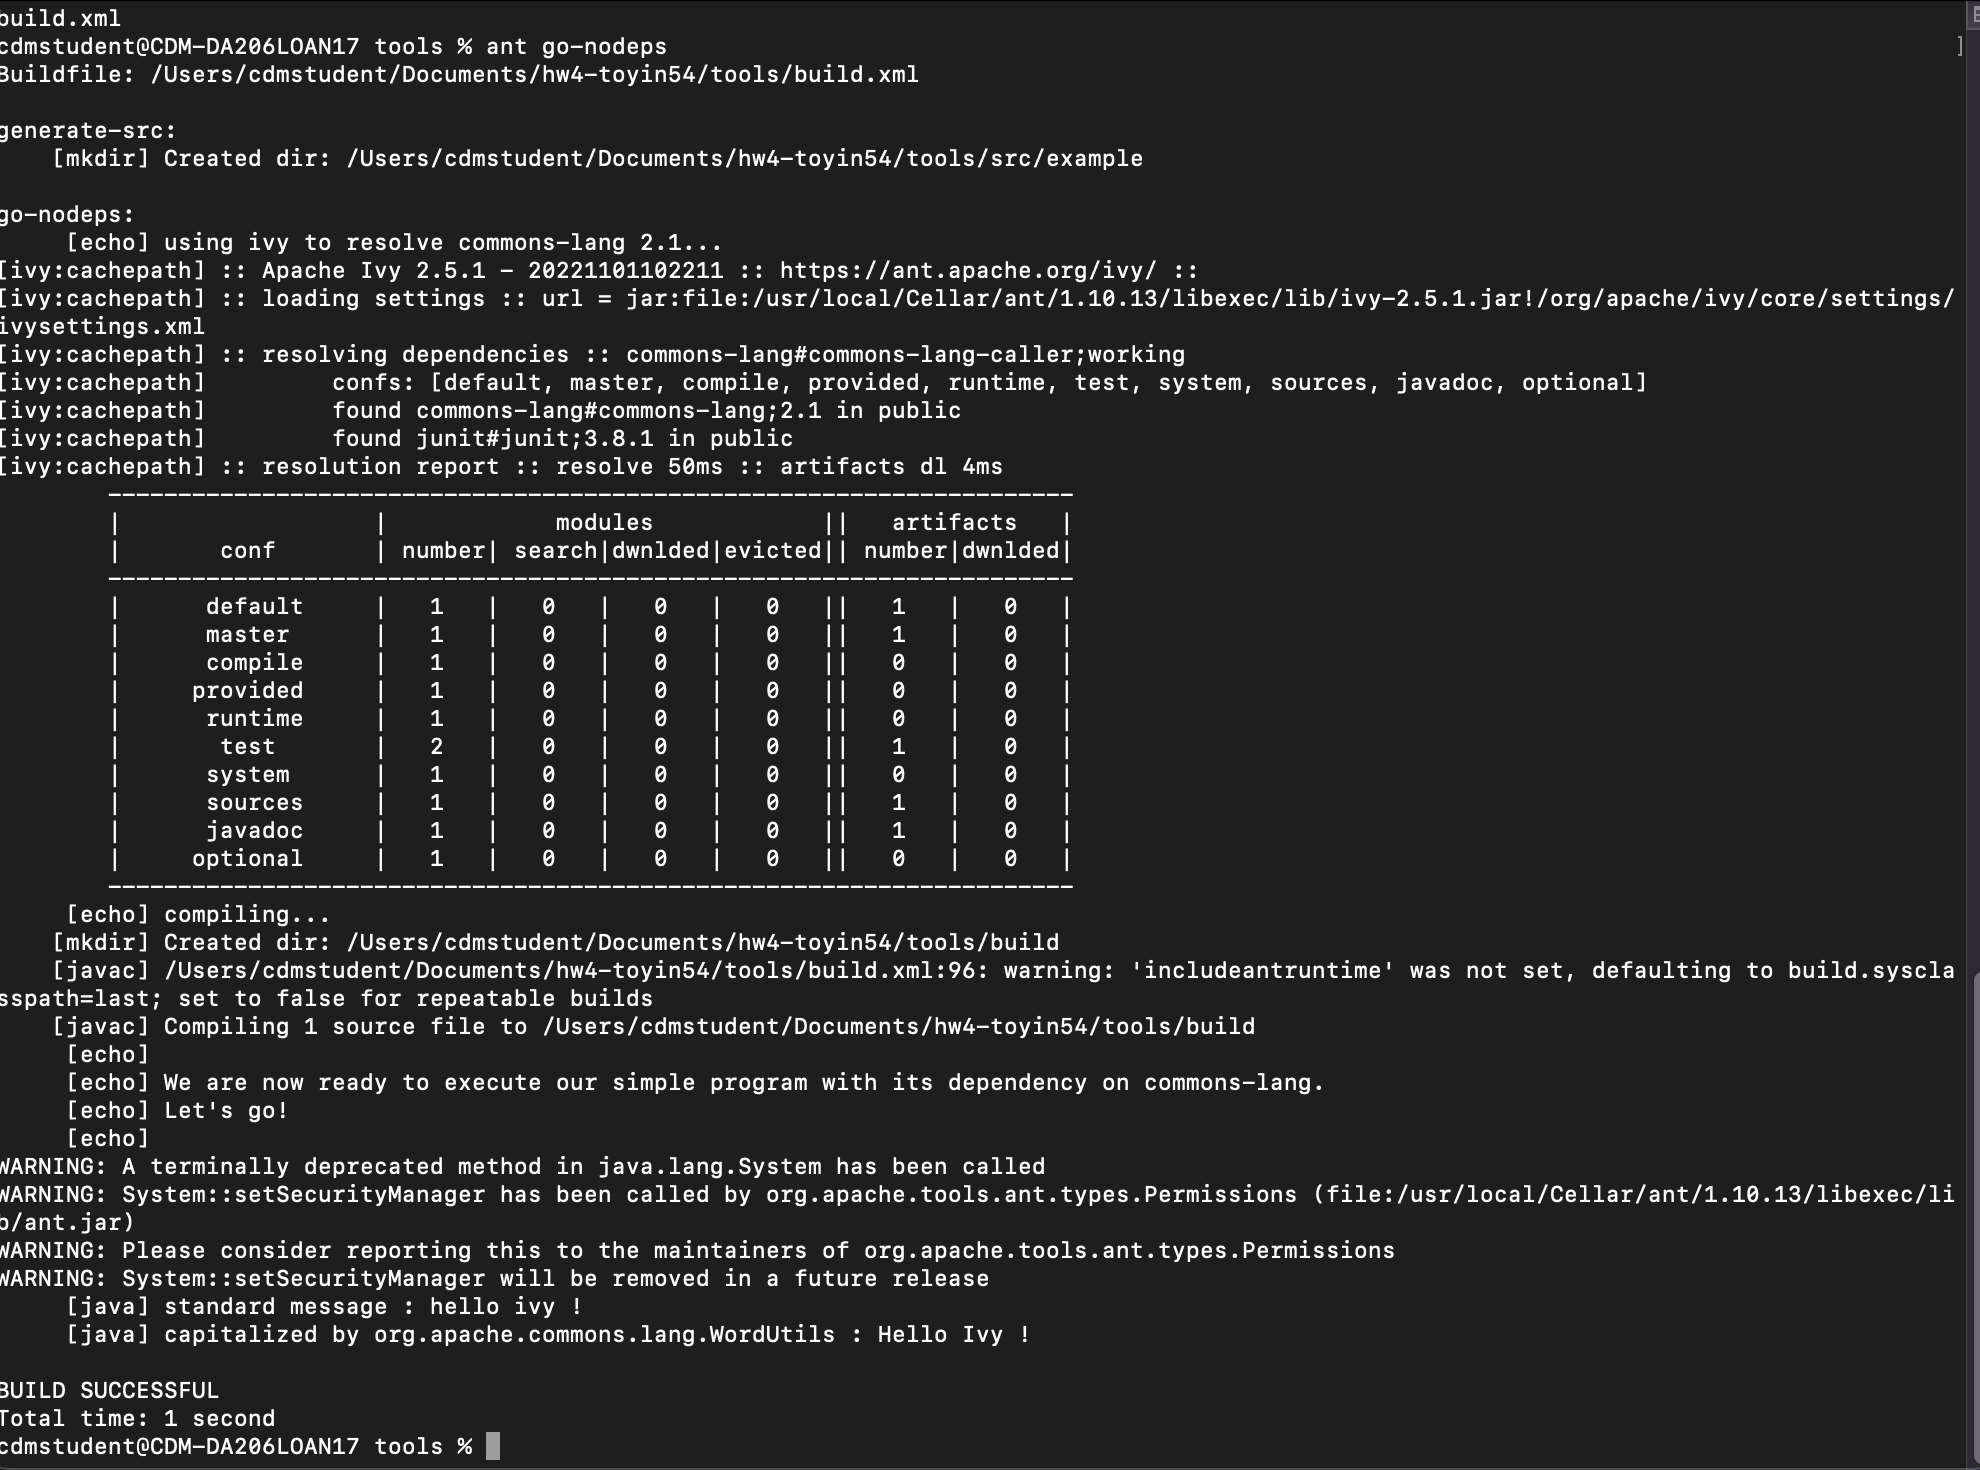 build.xml
cdmstudent@CDM-DA206LOAN17 tools % ant go-nodeps ]
Buildfile: /Users/cdmstudent/Documents/hw4-toyin54/tools/build.xml

generate-src:
    [mkdir] Created dir: /Users/cdmstudent/Documents/hw4-toyin54/tools/src/example

go-nodeps:
     [echo] using ivy to resolve commons-lang 2.1...
[ivy:cachepath] :: Apache Ivy 2.5.1 - 20221101102211 :: https://ant.apache.org/ivy/ ::
[ivy:cachepath] :: loading settings :: url = jar:file:/usr/local/Cellar/ant/1.10.13/libexec/lib/ivy-2.5.1.jar!/org/apache/ivy/core/settings/
ivysettings.xml
[ivy:cachepath] :: resolving dependencies :: commons-lang#commons-lang-caller;working
[ivy:cachepath]         confs: [default, master, compile, provided, runtime, test, system, sources, javadoc, optional]
[ivy:cachepath]         found commons-lang#commons-lang;2.1 in public
[ivy:cachepath]         found junit#junit;3.8.1 in public
[ivy:cachepath] :: resolution report :: resolve 50ms :: artifacts dl 4ms
        ---------------------------------------------------------------------
        |                  |            modules            ||   artifacts   |
        |       conf       | number| search|dwnlded|evicted|| number|dwnlded|
        ---------------------------------------------------------------------
        |      default     |   1   |   0   |   0   |   0   ||   1   |   0   |
        |      master      |   1   |   0   |   0   |   0   ||   1   |   0   |
        |      compile     |   1   |   0   |   0   |   0   ||   0   |   0   |
        |     provided     |   1   |   0   |   0   |   0   ||   0   |   0   |
        |      runtime     |   1   |   0   |   0   |   0   ||   0   |   0   |
        |       test       |   2   |   0   |   0   |   0   ||   1   |   0   |
        |      system      |   1   |   0   |   0   |   0   ||   0   |   0   |
        |      sources     |   1   |   0   |   0   |   0   ||   1   |   0   |
        |      javadoc     |   1   |   0   |   0   |   0   ||   1   |   0   |
        |     optional     |   1   |   0   |   0   |   0   ||   0   |   0   |
        ---------------------------------------------------------------------
     [echo] compiling...
    [mkdir] Created dir: /Users/cdmstudent/Documents/hw4-toyin54/tools/build
    [javac] /Users/cdmstudent/Documents/hw4-toyin54/tools/build.xml:96: warning: 'includeantruntime' was not set, defaulting to build.syscla
sspath=last; set to false for repeatable builds
    [javac] Compiling 1 source file to /Users/cdmstudent/Documents/hw4-toyin54/tools/build
     [echo]
     [echo] We are now ready to execute our simple program with its dependency on commons-lang.
     [echo] Let's go!
     [echo]
WARNING: A terminally deprecated method in java.lang.System has been called
WARNING: System::setSecurityManager has been called by org.apache.tools.ant.types.Permissions (file:/usr/local/Cellar/ant/1.10.13/libexec/li
b/ant.jar)
WARNING: Please consider reporting this to the maintainers of org.apache.tools.ant.types.Permissions
WARNING: System::setSecurityManager will be removed in a future release
     [java] standard message : hello ivy !
     [java] capitalized by org.apache.commons.lang.WordUtils : Hello Ivy !

BUILD SUCCESSFUL
Total time: 1 second
cdmstudent@CDM-DA206LOAN17 tools %